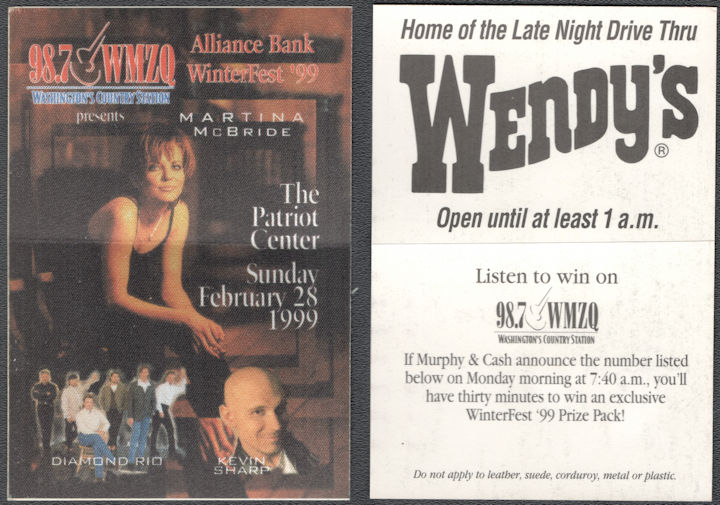 98.7 WMZQ
WASHINGTON'S COUNTRY STATION
presents
Alliance Bank
WinterFest '99
MARTINA
MCBRIDE
The
Patriot
Center
Sunday
February 28
1999
DIAMOND RIO
KEVIN
SHARP
Home of the Late Night Drive Thru
WENDY'S ®
Open until at least 1 a.m.
Listen to win on
98.7 WMZQ
WASHINGTON'S COUNTRY STATION
If Murphy & Cash announce the number listed
below on Monday morning at 7:40 a.m., you'll
have thirty minutes to win an exclusive
WinterFest '99 Prize Pack!
Do not apply to leather, suede, corduroy, metal or plastic.